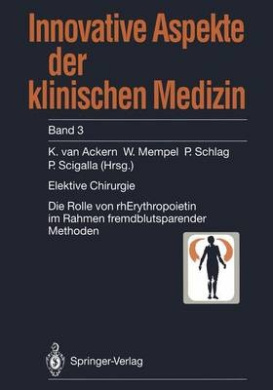 Innovative Aspekte
der
klinischen Medizin
Band 3
K. van Ackern W. Mempel P. Schlag
P. Scigalla (Hrsg.)
Elektive Chirurgie
Die Rolle von rhErythropoietin
im Rahmen fremdblutsparender
Methoden
Springer-Verlag